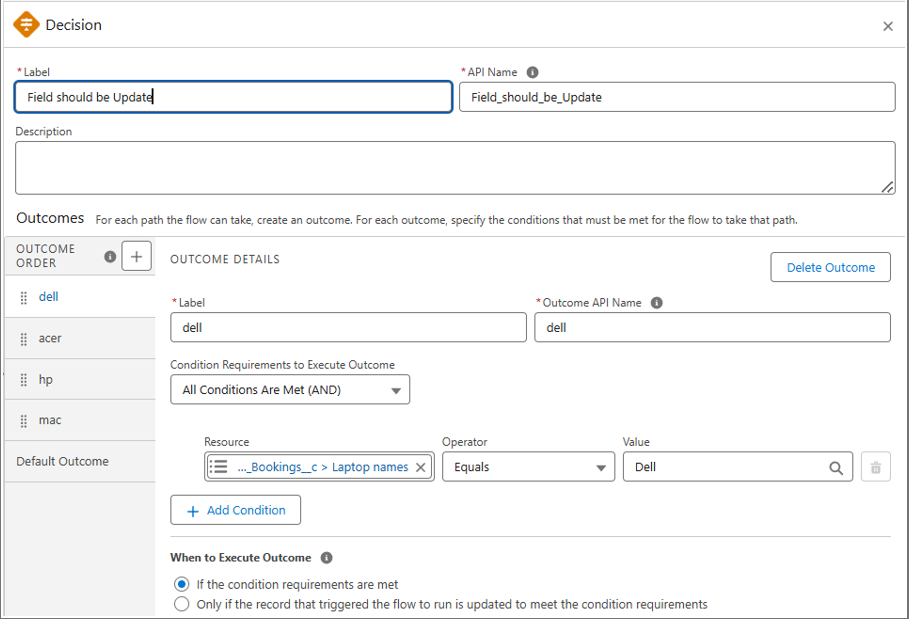 Decision
*Label
*API Name
Field should be Update
Field_should_be_Update
Description
Outcomes For each path the flow can take, create an outcome. For each outcome, specify the conditions that must be met for the flow to take that path.
OUTCOME ORDER
OUTCOME DETAILS
Delete Outcome
dell
acer
hp
mac
Default Outcome
*Label
*Outcome API Name
dell
dell
Condition Requirements to Execute Outcome
All Conditions Are Met (AND)
Resource
Operator
Value
..._Bookings__c > Laptop names
Equals
Dell
+ Add Condition
When to Execute Outcome
If the condition requirements are met
Only if the record that triggered the flow to run is updated to meet the condition requirements